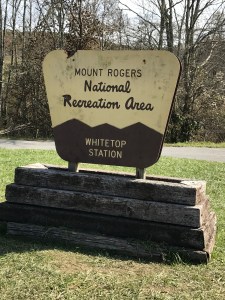 MOUNT ROGERS
National
Recreation Area
WHITETOP
STATION